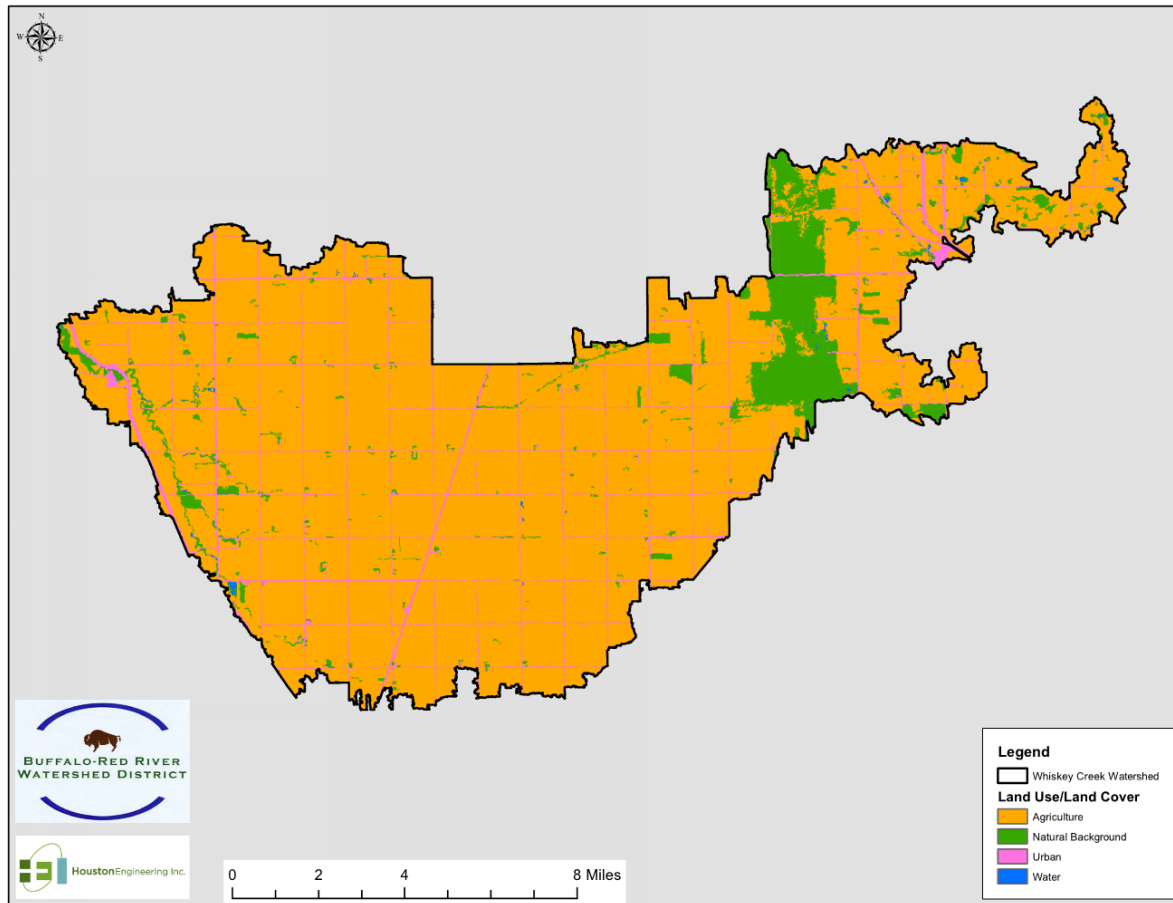 N
W E
S
BUFFALO-RED RIVER
WATERSHED DISTRICT
HoustonEngineering Inc.
0 2 4 8 Miles
Legend
Whiskey Creek Watershed
Land Use/Land Cover
Agriculture
Natural Background
Urban
Water